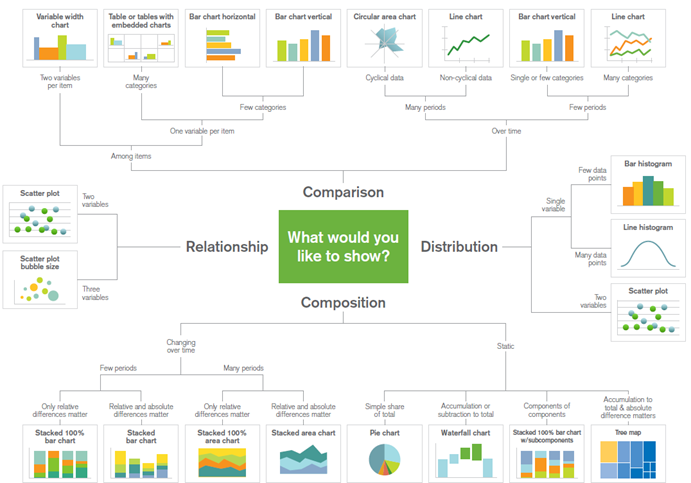 Variable width
chart
Table or tables with
embedded charts
Bar chart horizontal
Bar chart vertical
Circular area chart
Line chart
Bar chart vertical
Line chart
Two variables
per item
Many
categories
Few categories
Cyclical data
Non-cyclical data
Single or few categories
Many categories
Many periods
Few periods
One variable per item
Over time
Among items
Comparison
Few data
points
Bar histogram
Scatter plot
Two
variables
Single
variable
Relationship
What would you
like to show?
Distribution
Line histogram
Scatter plot
bubble size
Three
variables
Many data
points
Two
variables
Scatter plot
Composition
Changing
over time
Static
Few periods
Many periods
Only relative
differences matter
Relative and absolute
differences matter
Only relative
differences matter
Relative and absolute
differences matter
Simple share
of total
Accumulation or
subtraction to total
Components of
components
Accumulation to
total & absolute
difference matters
Stacked 100%
bar chart
Stacked
bar chart
Stacked 100%
area chart
Stacked area chart
Pie chart
Waterfall chart
Stacked 100% bar chart
w/subcomponents
Tree map